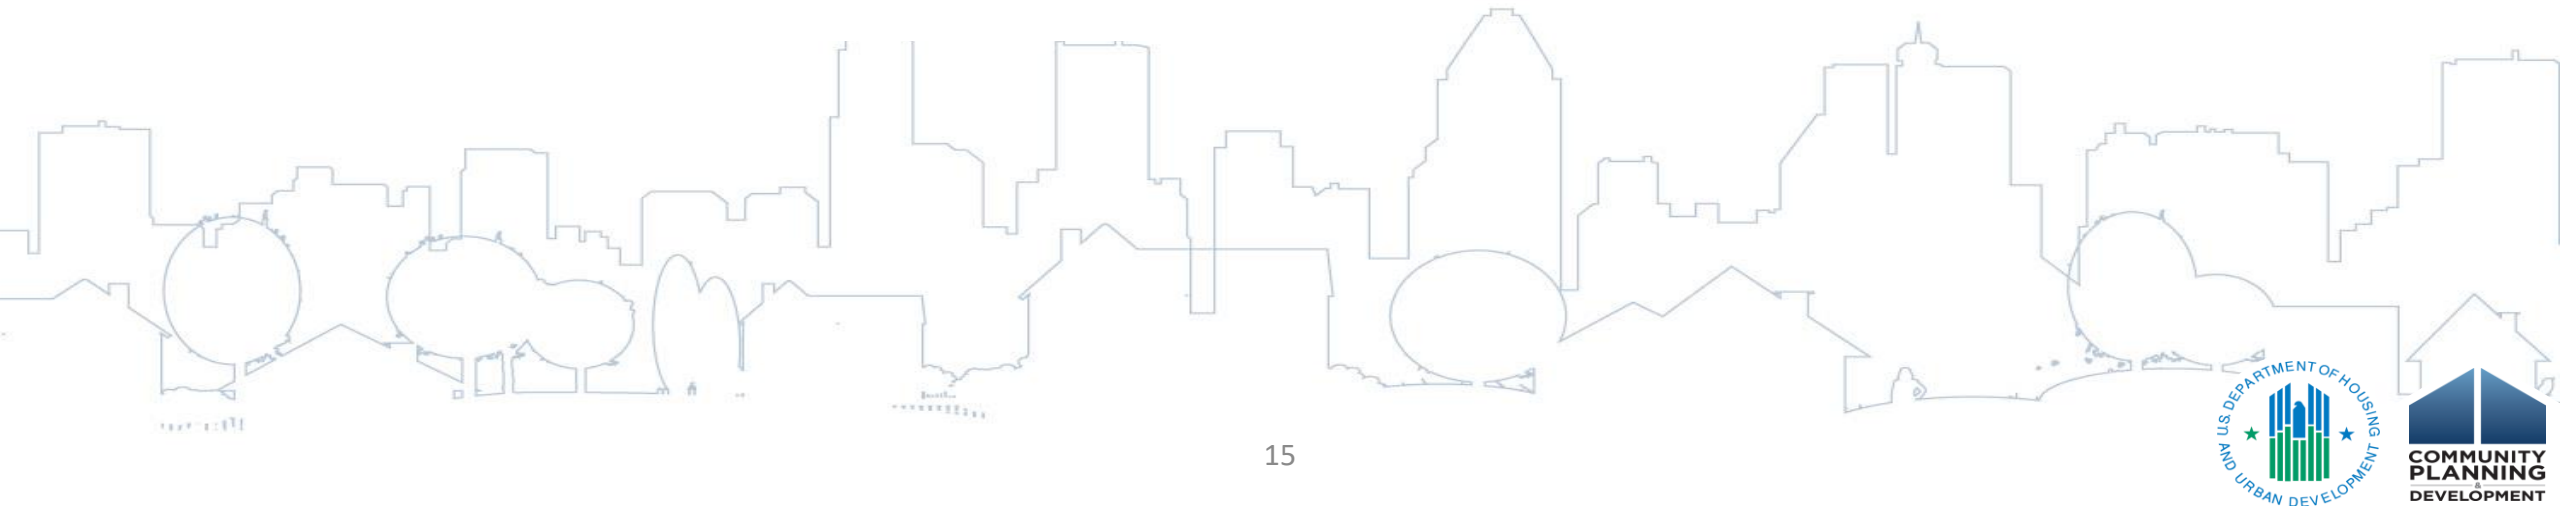 15
U.S. DEPARTMENT OF HOUSING
AND URBAN DEVELOPMENT
COMMUNITY
PLANNING
&
DEVELOPMENT